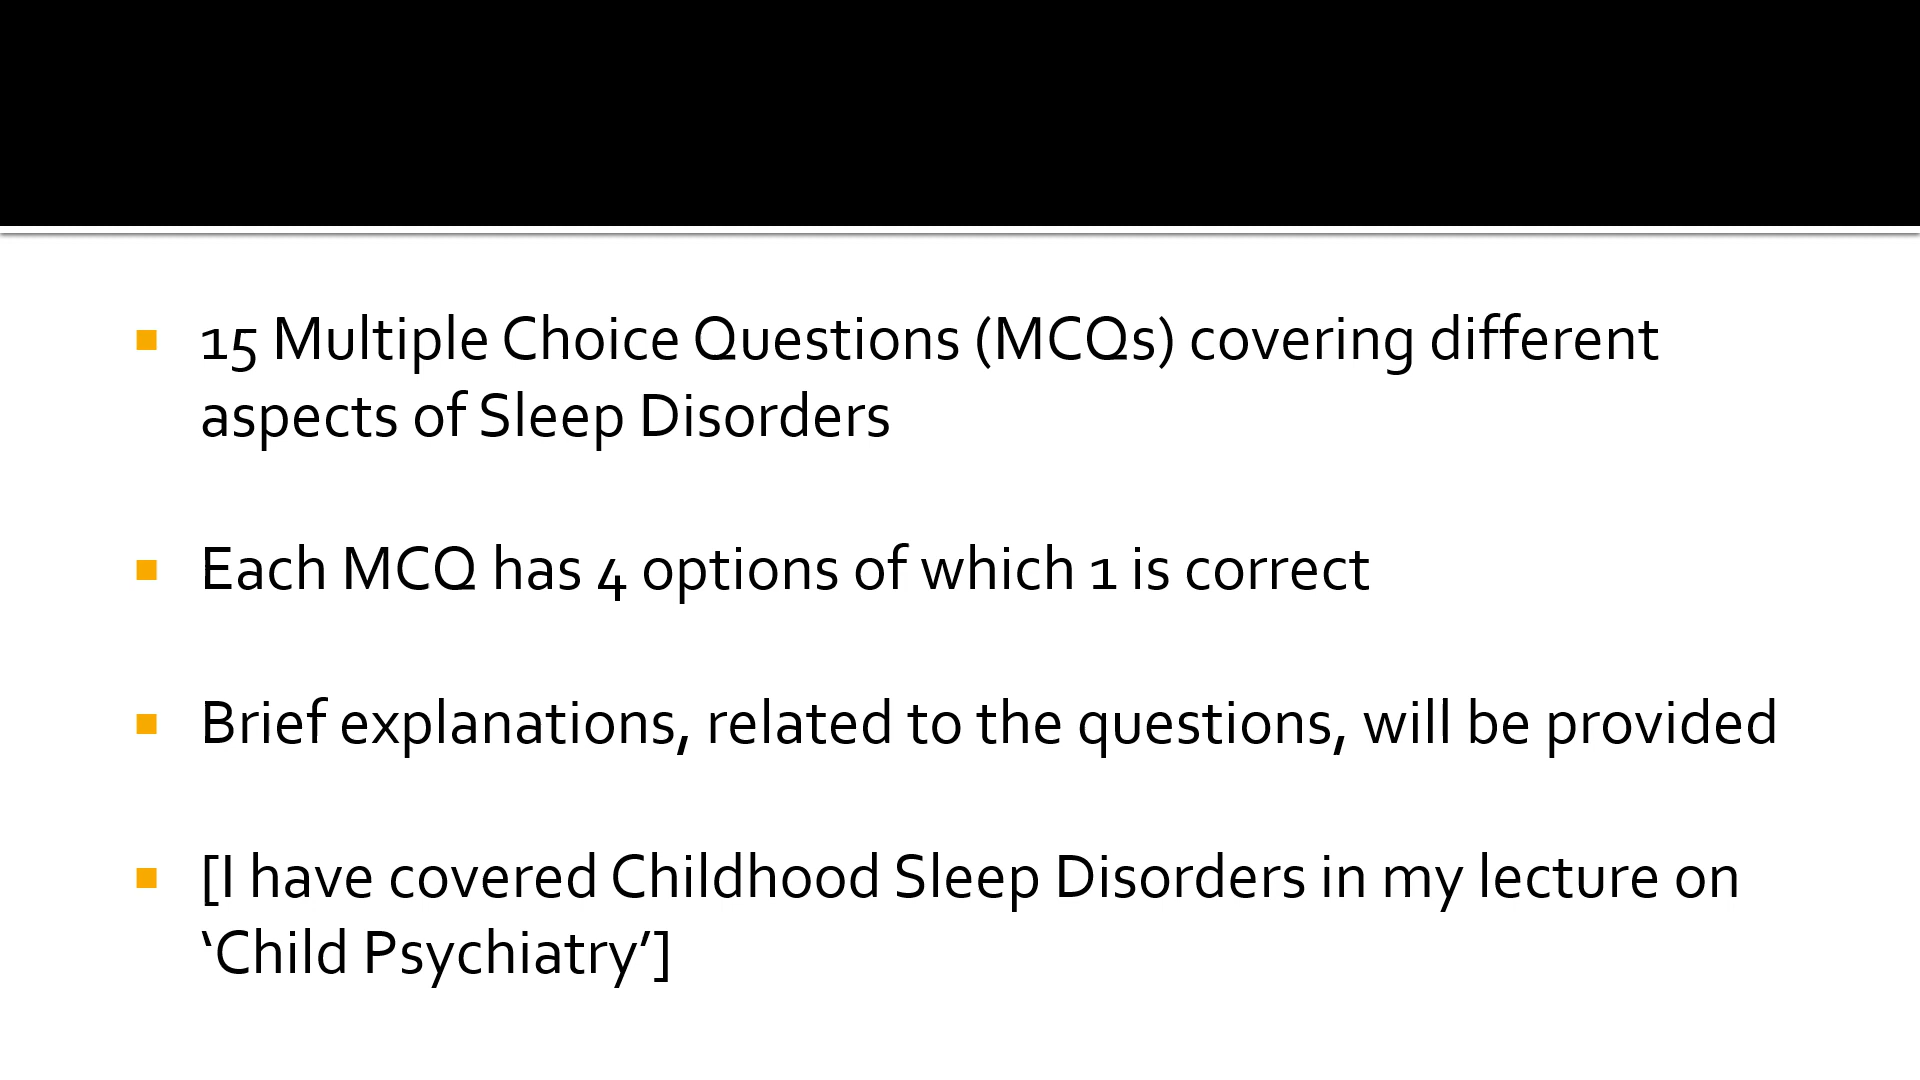 15 Multiple Choice Questions (MCQs) covering different
aspects of Sleep Disorders
Each MCQ has 4 options of which 1 is correct
Brief explanations, related to the questions, will be provided
[I have covered Childhood Sleep Disorders in my lecture on
‘Child Psychiatry’]